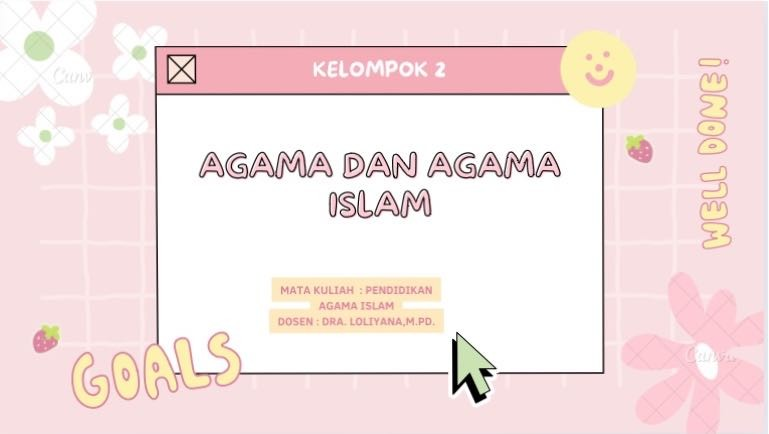 KELOMPOK 2
WELL DONE!
AGAMA DAN AGAMA
ISLAM
MATA KULIAH : PENDIDIKAN
AGAMA ISLAM
DOSEN : DRA. LOLIYANA,M.PD.
GOALS
Canva
Canva